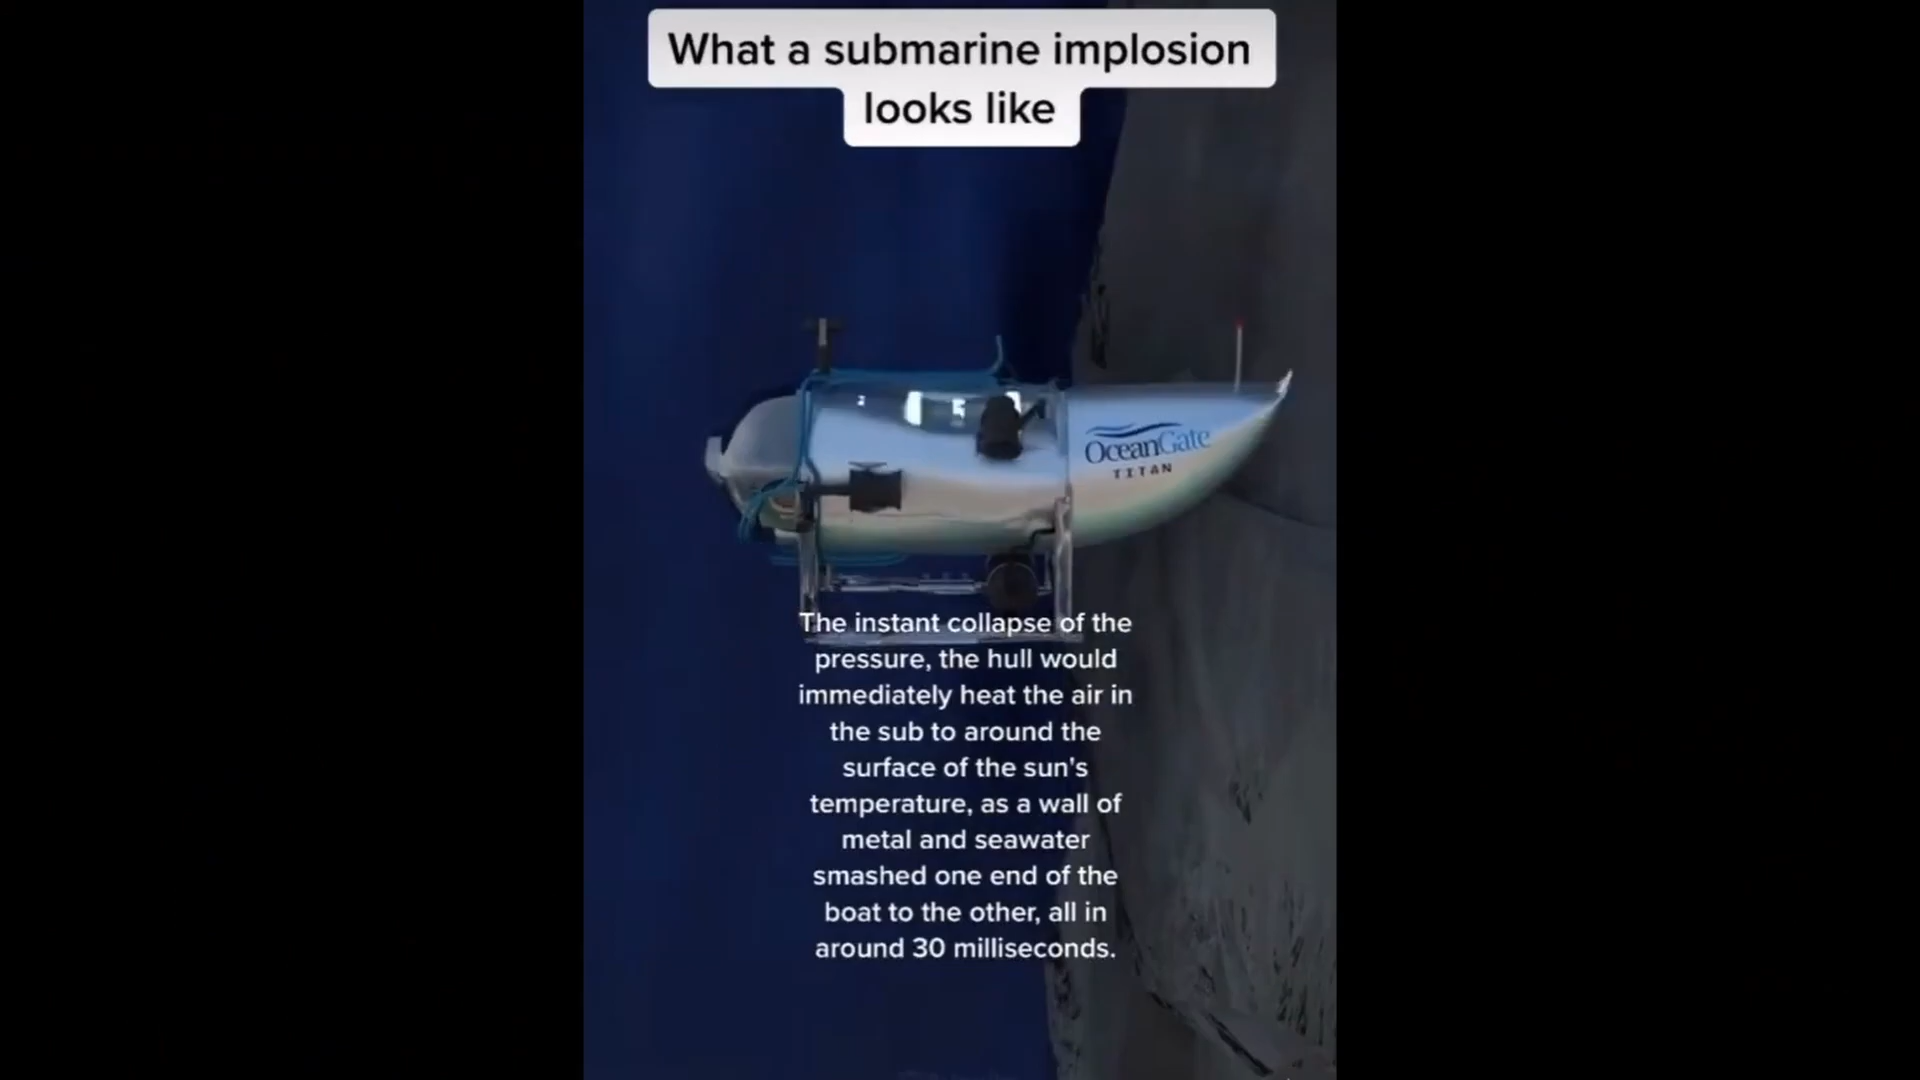 What a submarine implosion
looks like
OceanGate
TITAN
The instant collapse of the
pressure, the hull would
immediately heat the air in
the sub to around the
surface of the sun's
temperature, as a wall of
metal and seawater
smashed one end of the
boat to the other, all in
around 30 milliseconds.